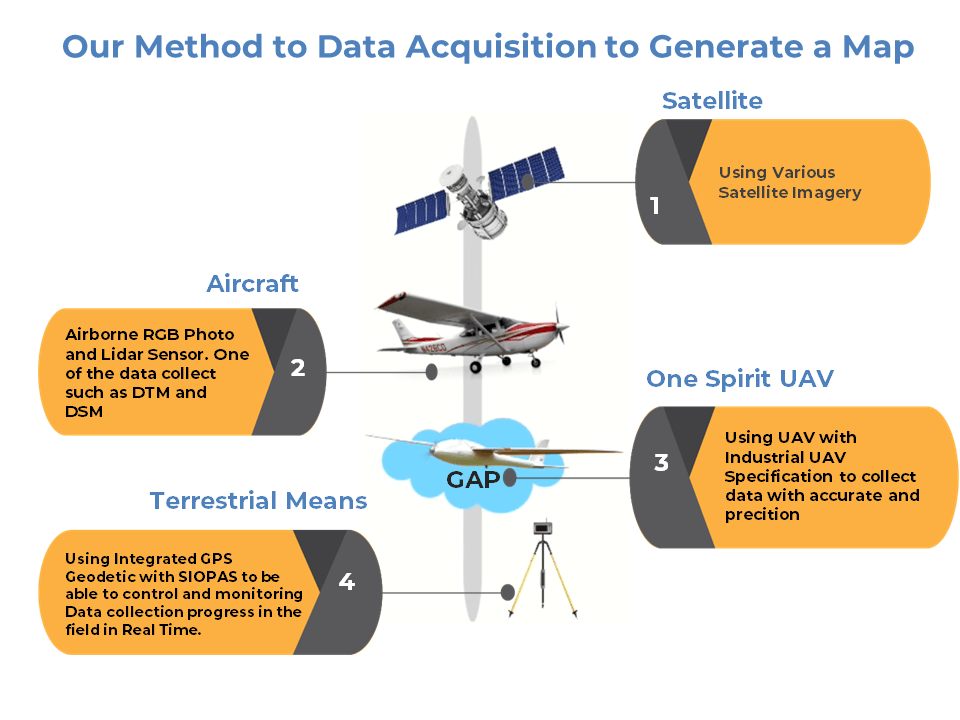 Our Method to Data Acquisition to Generate a Map
Satellite
1
Using Various
Satellite Imagery
Aircraft
Airborne RGB Photo
and Lidar Sensor. One
of the data collect
such as DTM and
DSM
2
One Spirit UAV
3
Using UAV with
Industrial UAV
Specification to collect
data with accurate and
precition
GAP
Terrestrial Means
Using Integrated GPS
Geodetic with SIOPAS to be
able to control and monitoring
Data collection progress in the
field in Real Time.
4